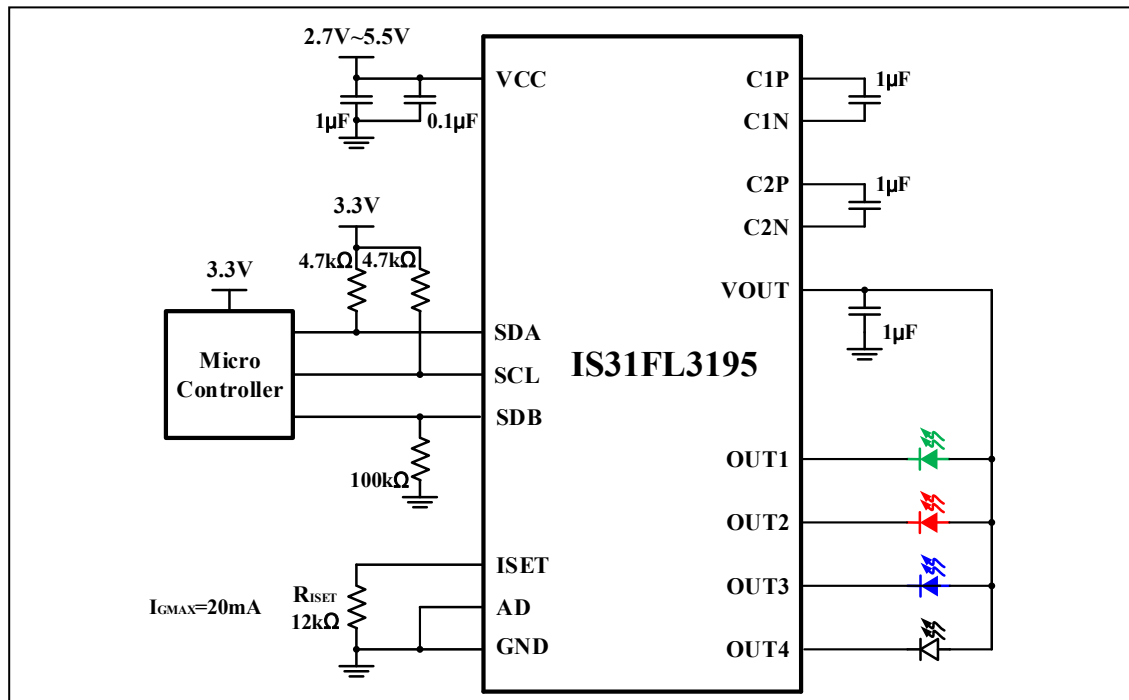 2.7V~5.5V
VCC
1µF
0.1µF
3.3V
4.7kΩ
4.7kΩ
3.3V
Micro
Controller
SDA
SCL
SDB
100kΩ
ISET
RISET
12kΩ
IGMAX=20mA
AD
GND
IS31FL3195
C1P
1µF
C1N
C2P
1µF
C2N
VOUT
1µF
OUT1
OUT2
OUT3
OUT4